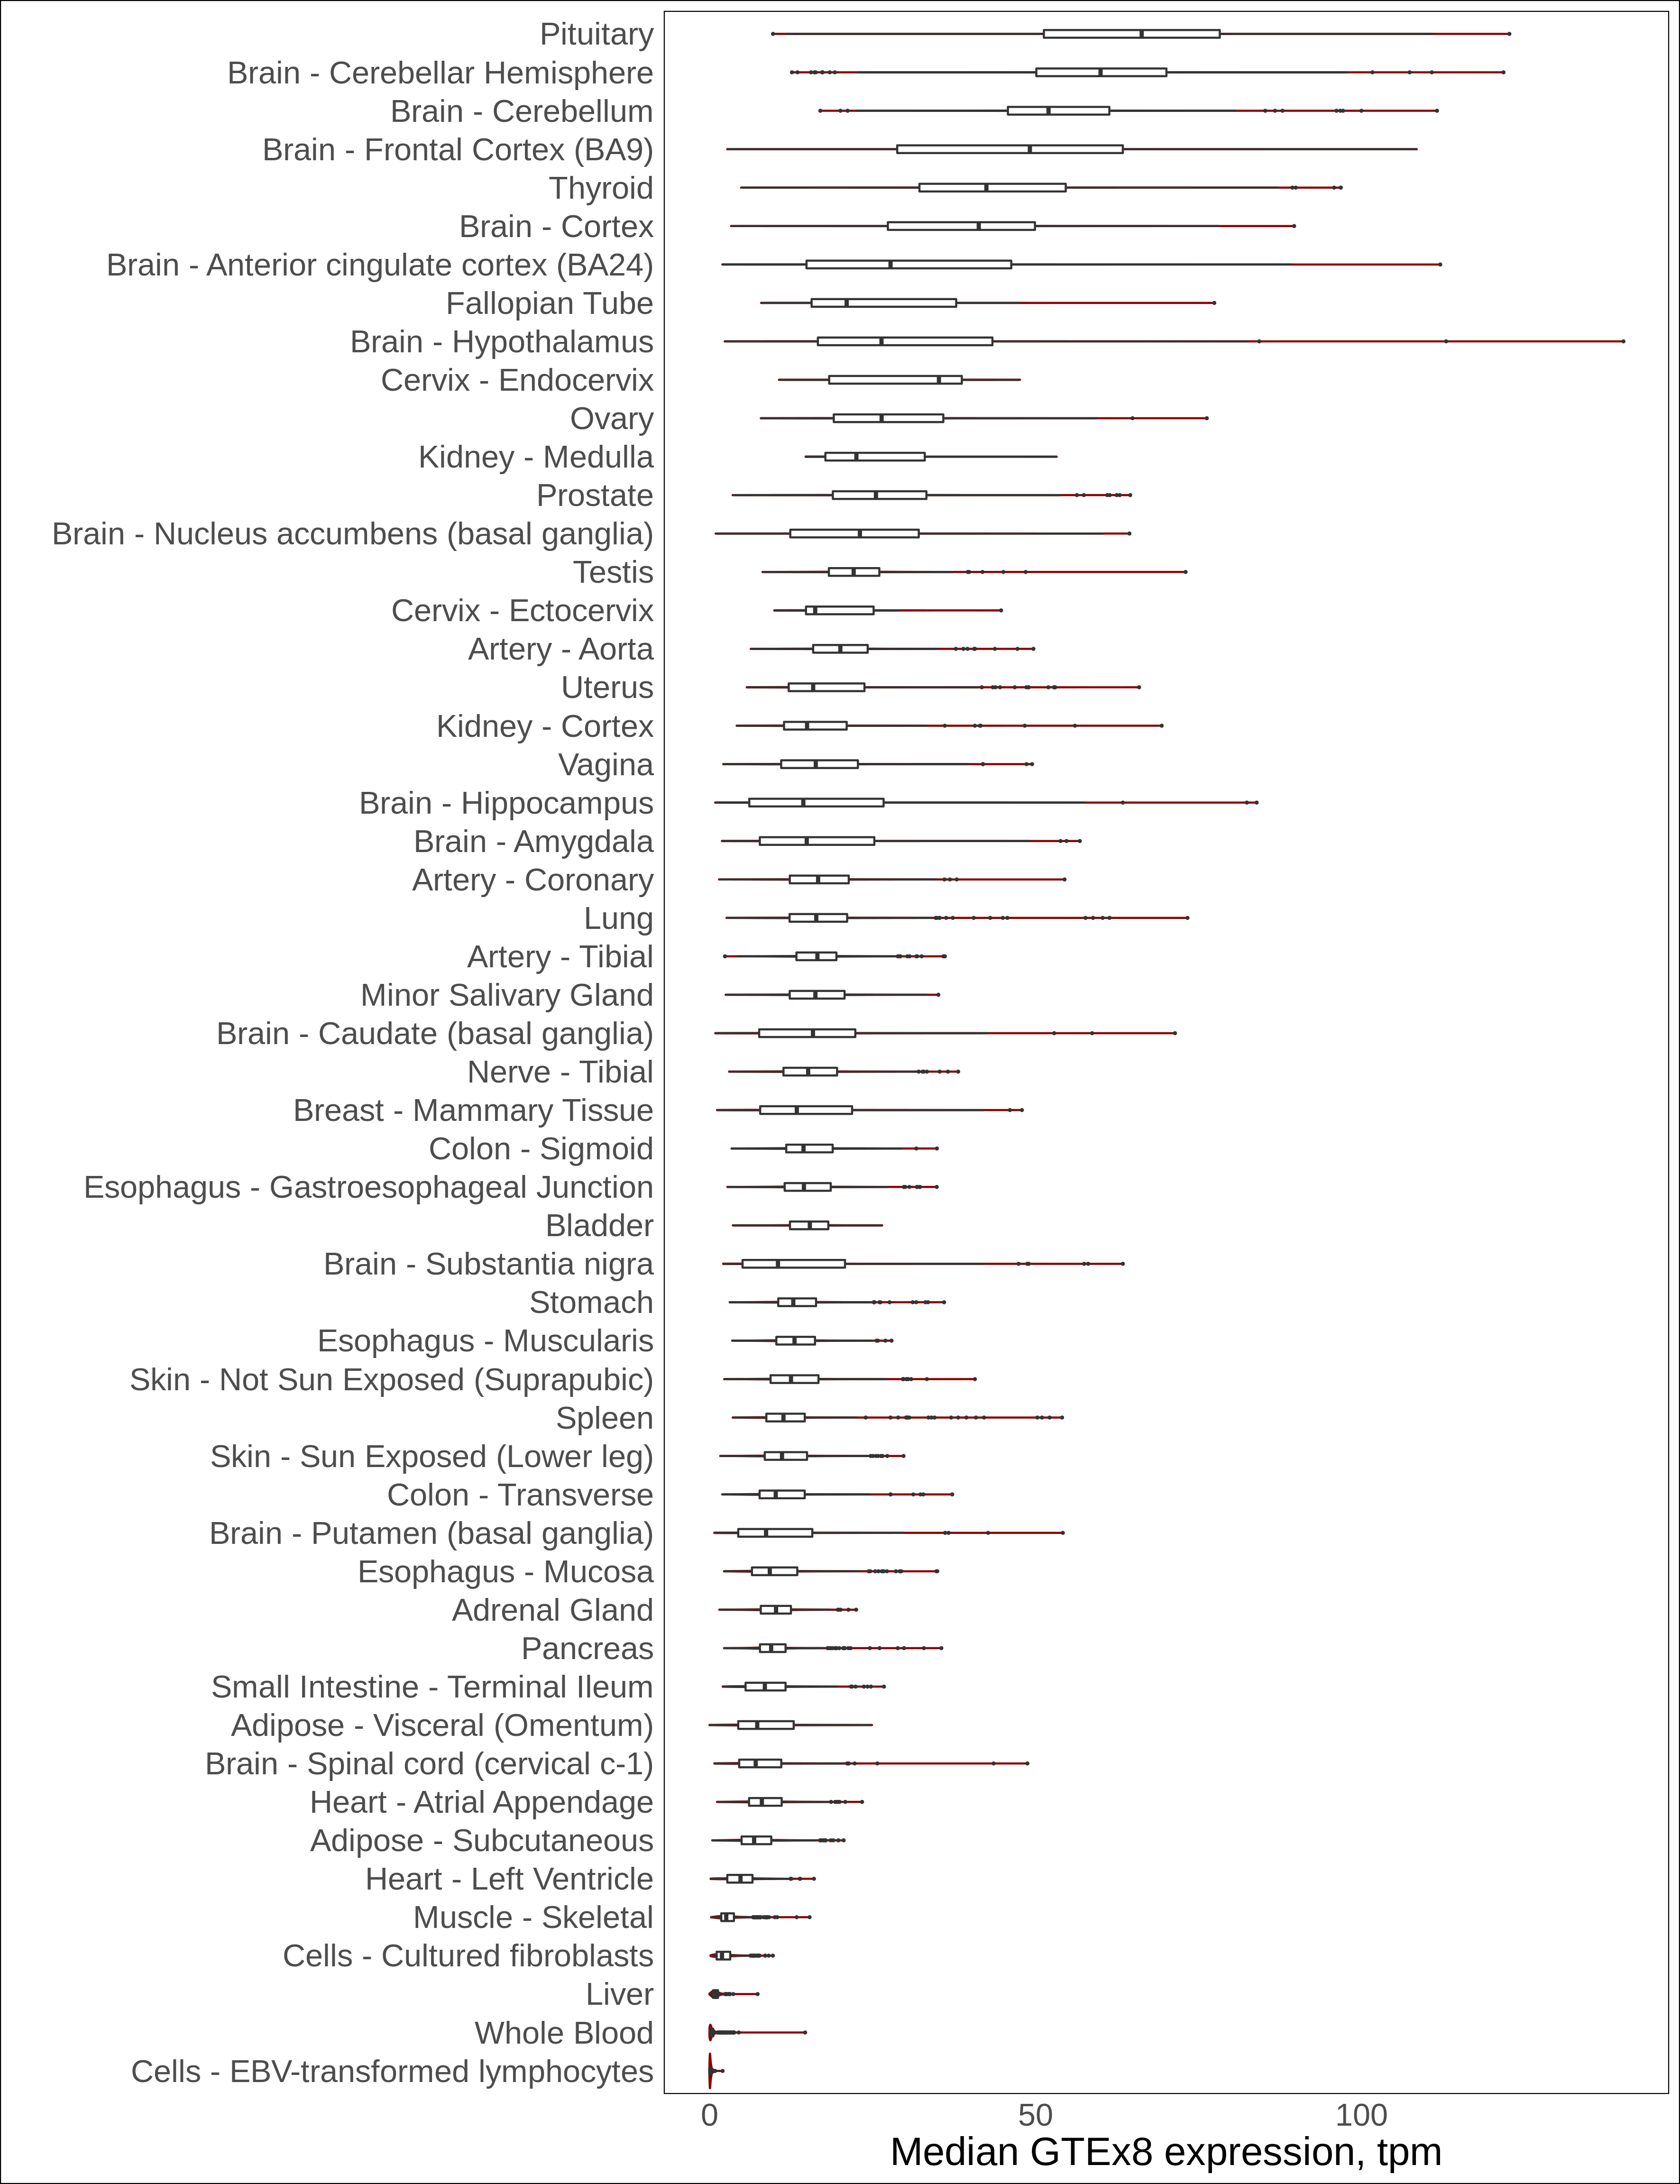 Pituitary
Brain - Cerebellar Hemisphere
Brain - Cerebellum
Brain - Frontal Cortex (BA9)
Thyroid
Brain - Cortex
Brain - Anterior cingulate cortex (BA24)
Fallopian Tube
Brain - Hypothalamus
Cervix - Endocervix
Ovary
Kidney - Medulla
Prostate
Brain - Nucleus accumbens (basal ganglia)
Testis
Cervix - Ectocervix
Artery - Aorta
Uterus
Kidney - Cortex
Vagina
Brain - Hippocampus
Brain - Amygdala
Artery - Coronary
Lung
Artery - Tibial
Minor Salivary Gland
Brain - Caudate (basal ganglia)
Nerve - Tibial
Breast - Mammary Tissue
Colon - Sigmoid
Esophagus - Gastroesophageal Junction
Bladder
Brain - Substantia nigra
Stomach
Esophagus - Muscularis
Skin - Not Sun Exposed (Suprapubic)
Spleen
Skin - Sun Exposed (Lower leg)
Colon - Transverse
Brain - Putamen (basal ganglia)
Esophagus - Mucosa
Adrenal Gland
Pancreas
Small Intestine - Terminal Ileum
Adipose - Visceral (Omentum)
Brain - Spinal cord (cervical c-1)
Heart - Atrial Appendage
Adipose - Subcutaneous
Heart - Left Ventricle
Muscle - Skeletal
Cells - Cultured fibroblasts
Liver
Whole Blood
Cells - EBV-transformed lymphocytes
0 50 100
Median GTEx8 expression, tpm